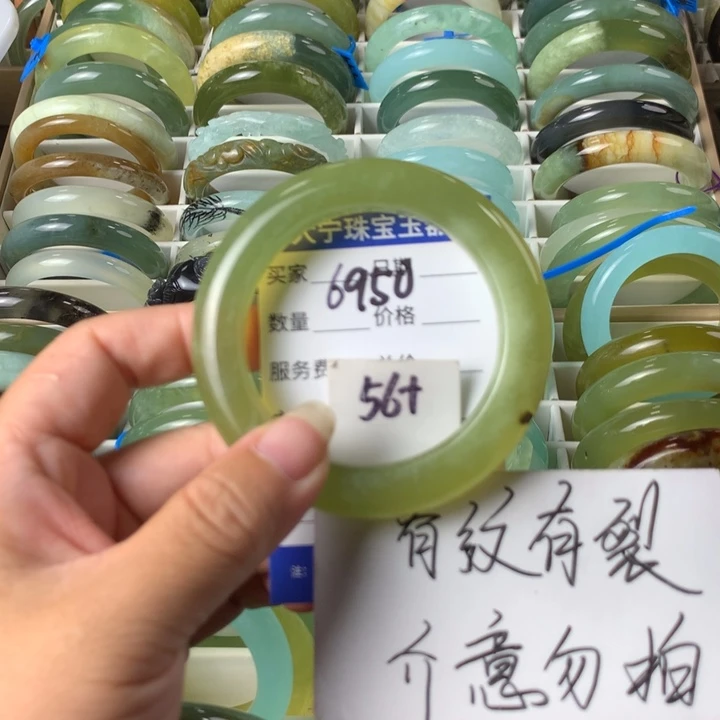 宁珠宝玉器
买家 日期
6950
数量 价格
服务费
56+
有纹有裂
介意勿拍